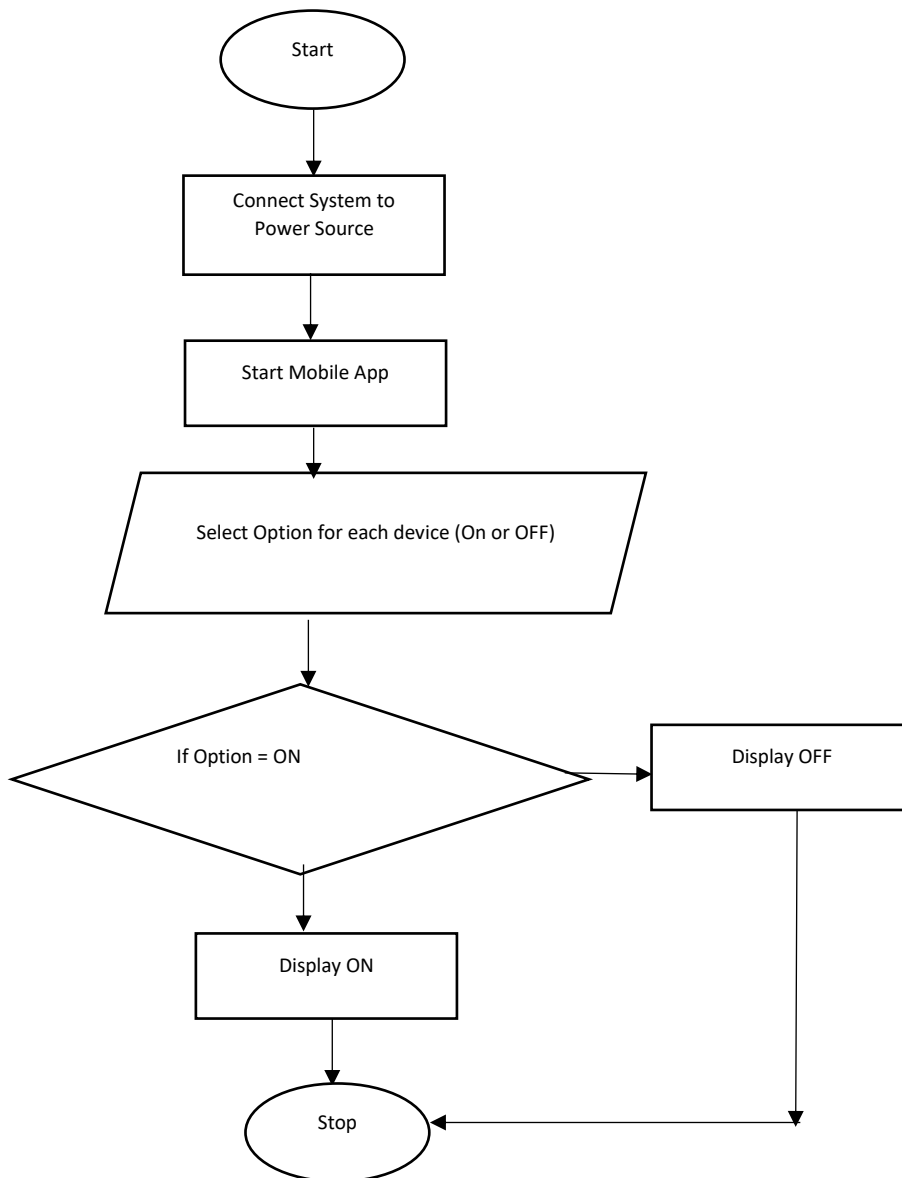 Start
Connect System to
Power Source
Start Mobile App
Select Option for each device (On or OFF)
If Option = ON
Display OFF
Display ON
Stop